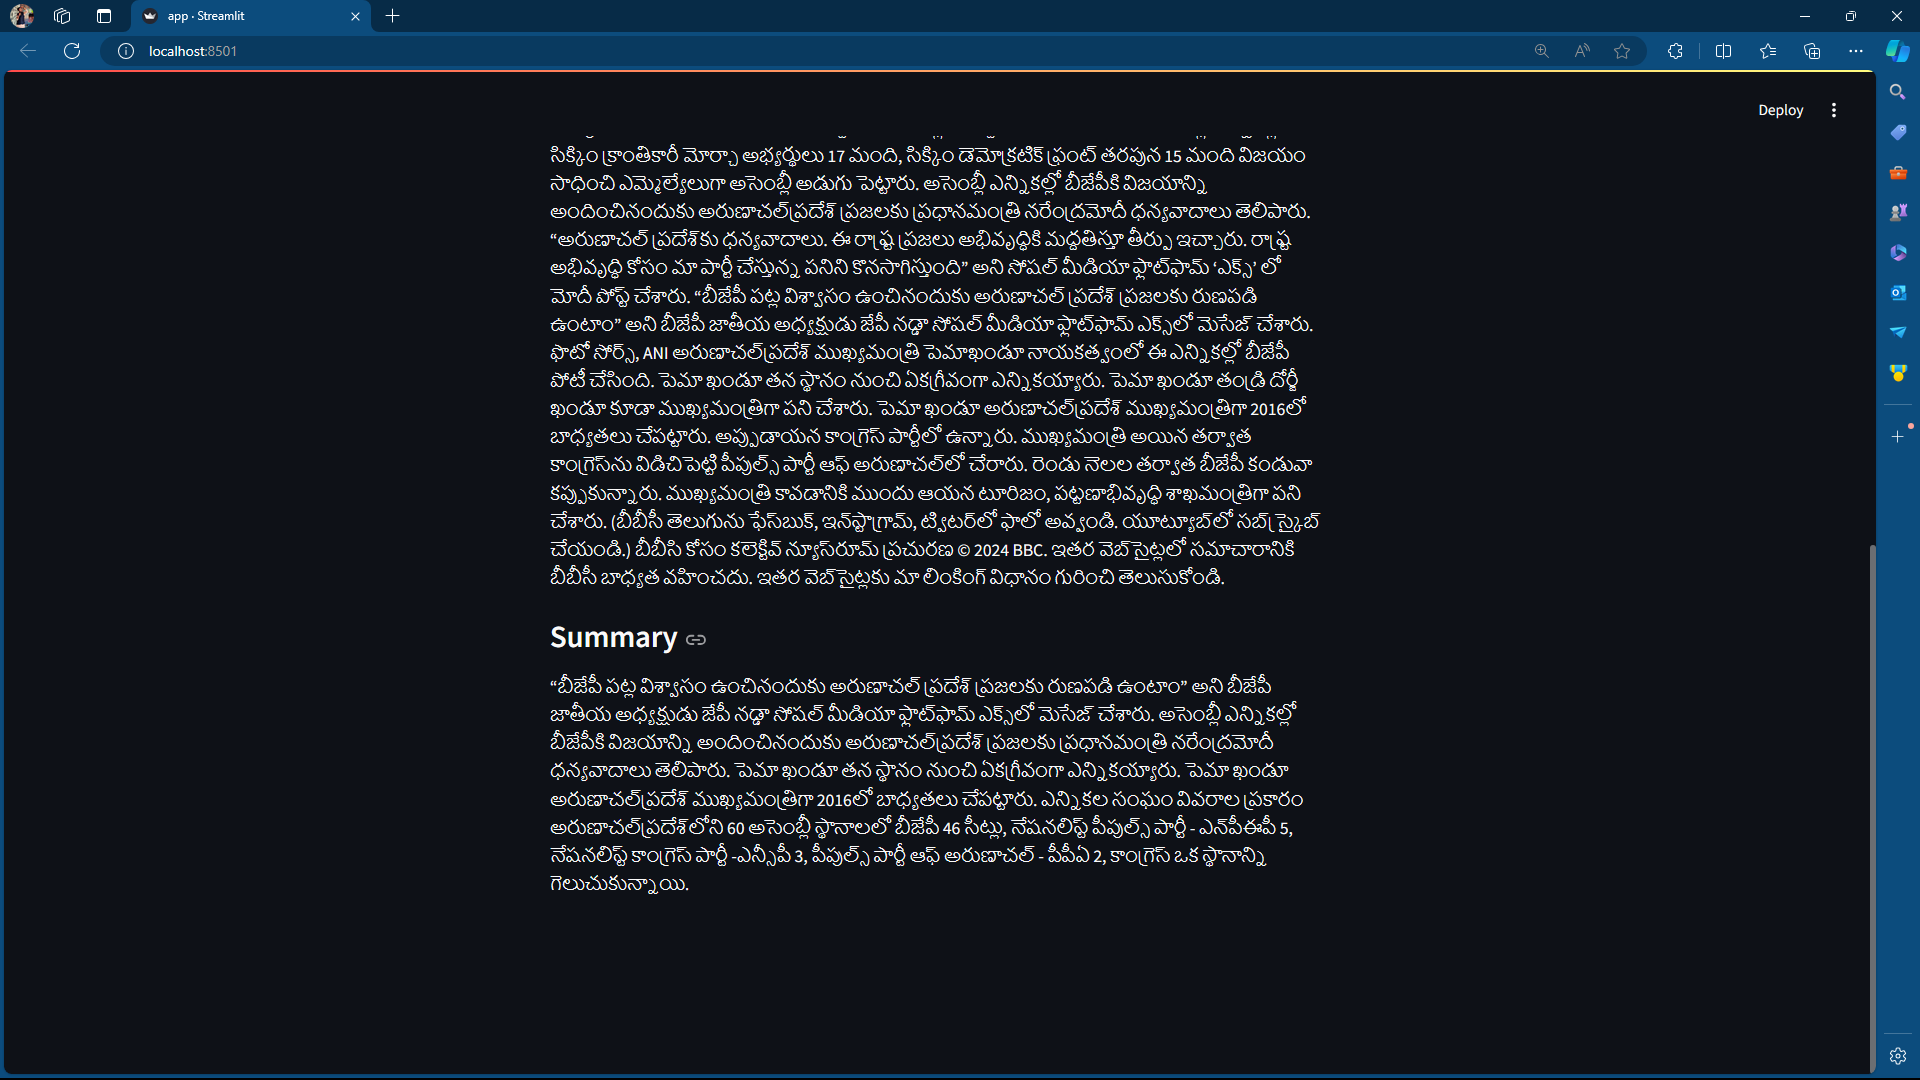 app - Streamlit
localhost:8501
Deploy
సిక్కిం క్రాంతికారీ మోర్చా అభ్యర్థులు 17 మంది, సిక్కిం డెమోక్రటిక్ ఫ్రంట్ తరపున 15 మంది విజయం
సాధించి ఎమ్మెల్యేలుగా అసెంబ్లీ అడుగు పెట్టారు. అసెంబ్లీ ఎన్నికల్లో బీజేపీకి విజయాన్ని
అందించినందుకు అరుణాచల్‌ప్రదేశ్ ప్రజలకు ప్రధానమంత్రి నరేంద్రమోదీ ధన్యవాదాలు తెలిపారు.
“అరుణాచల్ ప్రదేశ్‌కు ధన్యవాదాలు. ఈ రాష్ట్ర ప్రజలు అభివృద్ధికి మద్దతిస్తూ తీర్పు ఇచ్చారు. రాష్ట్ర
అభివృద్ధి కోసం మా పార్టీ చేస్తున్న పనిని కొనసాగిస్తుంది” అని సోషల్ మీడియా ప్లాట్‌ఫామ్ ‘ఎక్స్’ లో
మోదీ పోస్ట్ చేశారు. “బీజేపీ పట్ల విశ్వాసం ఉంచినందుకు అరుణాచల్ ప్రదేశ్ ప్రజలకు రుణపడి
ఉంటాం” అని బీజేపీ జాతీయ అధ్యక్షుడు జేపీ నడ్డా సోషల్ మీడియా ఫ్లాట్‌ఫామ్ ఎక్స్‌లో మెసేజ్ చేశారు.
ఫొటో సోర్స్, ANI అరుణాచల్‌ప్రదేశ్ ముఖ్యమంత్రి పెమాఖండూ నాయకత్వంలో ఈ ఎన్నికల్లో బీజేపీ
పోటీ చేసింది. పెమా ఖండూ తన స్థానం నుంచి ఏకగ్రీవంగా ఎన్నికయ్యారు. పెమా ఖండూ తండ్రి దోర్జీ
ఖండూ కూడా ముఖ్యమంత్రిగా పని చేశారు. పెమా ఖండూ అరుణాచల్‌ప్రదేశ్ ముఖ్యమంత్రిగా 2016లో
బాధ్యతలు చేపట్టారు. అప్పుడాయన కాంగ్రెస్ పార్టీలో ఉన్నారు. ముఖ్యమంత్రి అయిన తర్వాత
కాంగ్రెస్‌ను విడిచిపెట్టి పీపుల్స్ పార్టీ ఆఫ్ అరుణాచల్‌లో చేరారు. రెండు నెలల తర్వాత బీజేపీ కండువా
కప్పుకున్నారు. ముఖ్యమంత్రి కావడానికి ముందు ఆయన టూరిజం, పట్టణాభివృద్ధి శాఖమంత్రిగా పని
చేశారు. (బీబీసీ తెలుగును ఫేస్‌బుక్, ఇన్‌స్టాగ్రామ్, ట్విటర్‌లో ఫాలో అవ్వండి. యూట్యూబ్‌లో సబ్‌స్క్రైబ్
చేయండి.) బీబీసి కోసం కలెక్టివ్ న్యూస్‌రూమ్ ప్రచురణ © 2024 BBC. ఇతర వెబ్‌సైట్లలో సమాచారానికి
బీబీసీ బాధ్యత వహించదు. ఇతర వెబ్‌సైట్లకు మా లింకింగ్ విధానం గురించి తెలుసుకోండి.
Summary
“బీజేపీ పట్ల విశ్వాసం ఉంచినందుకు అరుణాచల్ ప్రదేశ్ ప్రజలకు రుణపడి ఉంటాం” అని బీజేపీ
జాతీయ అధ్యక్షుడు జేపీ నడ్డా సోషల్ మీడియా ఫ్లాట్‌ఫామ్ ఎక్స్‌లో మెసేజ్ చేశారు. అసెంబ్లీ ఎన్నికల్లో
బీజేపీకి విజయాన్ని అందించినందుకు అరుణాచల్‌ప్రదేశ్ ప్రజలకు ప్రధానమంత్రి నరేంద్రమోదీ
ధన్యవాదాలు తెలిపారు. పెమా ఖండూ తన స్థానం నుంచి ఏకగ్రీవంగా ఎన్నికయ్యారు. పెమా ఖండూ
అరుణాచల్‌ప్రదేశ్ ముఖ్యమంత్రిగా 2016లో బాధ్యతలు చేపట్టారు. ఎన్నికల సంఘం వివరాల ప్రకారం
అరుణాచల్‌ప్రదేశ్‌లోని 60 అసెంబ్లీ స్థానాలలో బీజేపీ 46 సీట్లు, నేషనలిస్ట్ పీపుల్స్ పార్టీ - ఎన్‌పీఈపీ 5,
నేషనలిస్ట్ కాంగ్రెస్ పార్టీ -ఎన్సీపీ 3, పీపుల్స్ పార్టీ ఆఫ్ అరుణాచల్ - పీపీఏ 2, కాంగ్రెస్ ఒక స్థానాన్ని
గెలుచుకున్నాయి.